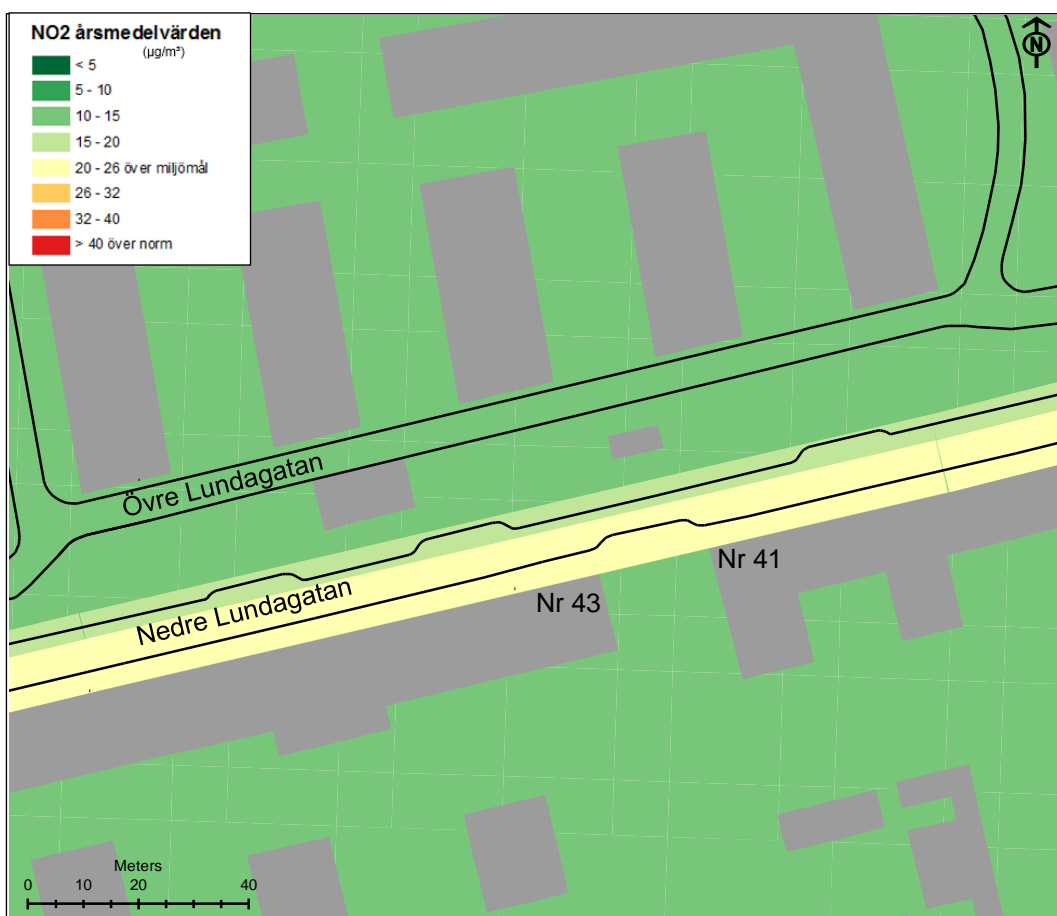 NO2 årsmedelvärden
(µg/m³)
< 5
5 - 10
10 - 15
15 - 20
20 - 26 över miljömål
26 - 32
32 - 40
> 40 över norm
N
Övre Lundagatan
Nedre Lundagatan
Nr 41
Nr 43
Meters
0 10 20 40